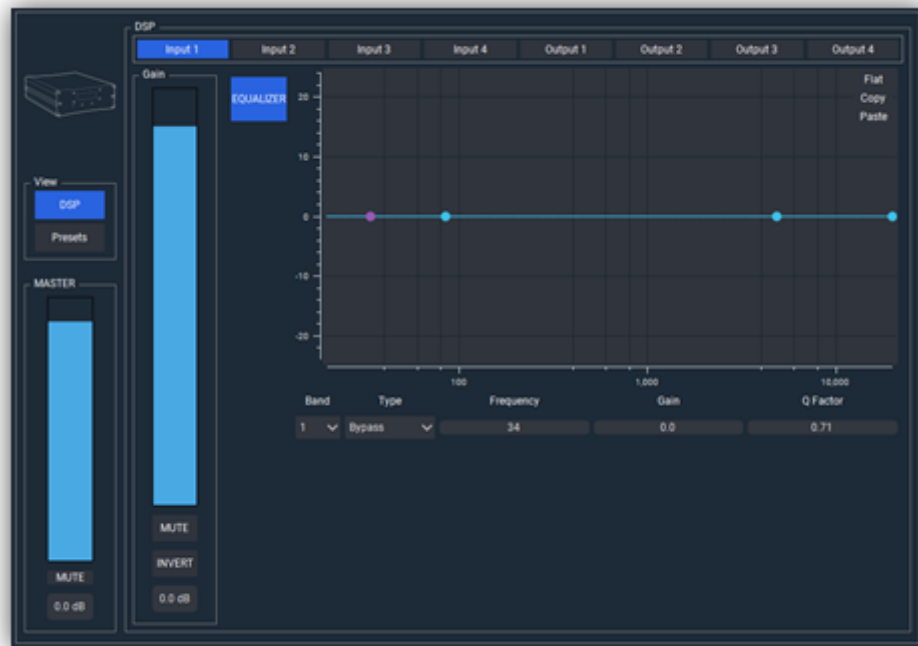 DSP
Input 1 Input 2 Input 3 Input 4 Output 1 Output 2 Output 3 Output 4
Gain
EQUALIZER
Flat
Copy
Paste
20
10
0
-10
-20
100 1,000 10,000
Band Type Frequency Gain Q Factor
1 Bypass 34 0.0 0.71
MUTE
INVERT
0.0 dB
View
DSP
Presets
MASTER
MUTE
0.0 dB